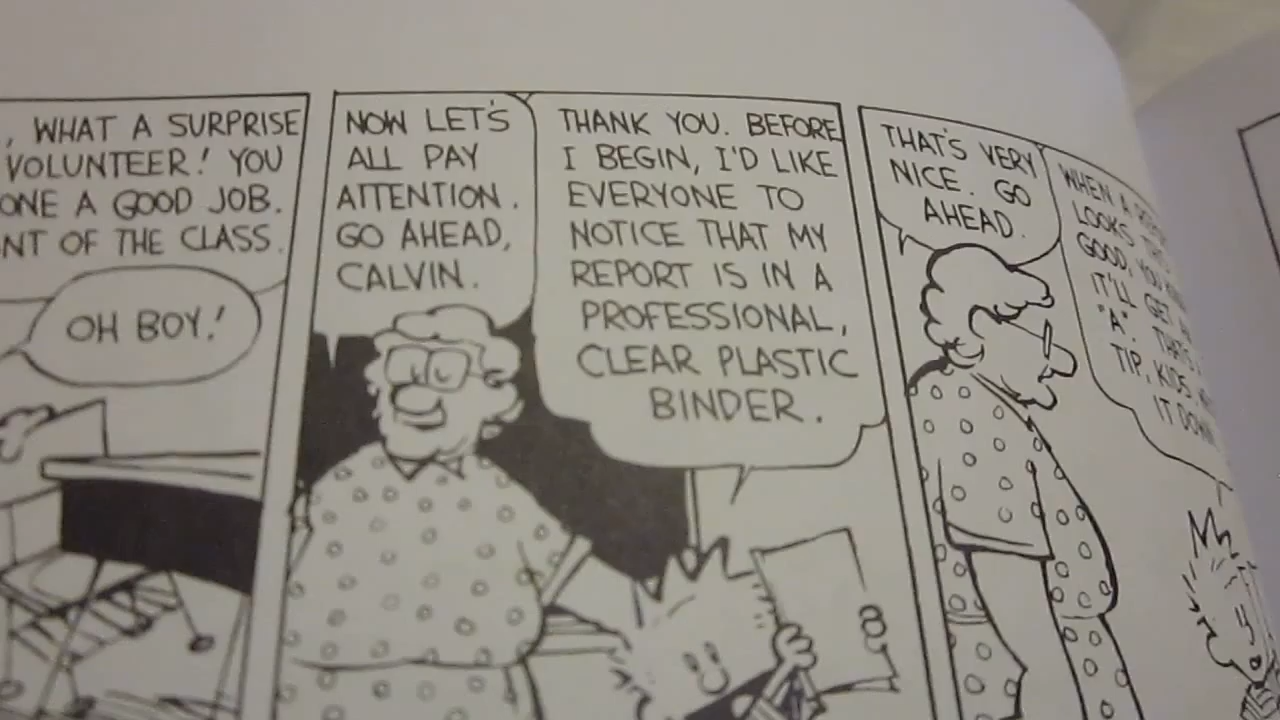 , WHAT A SURPRISE
VOLUNTEER! YOU
A GOOD JOB.
OF THE CLASS.
OH BOY!
NOW LET'S
ALL PAY
ATTENTION.
GO AHEAD,
CALVIN.
THANK YOU. BEFORE
I BEGIN, I'D LIKE
EVERYONE TO
NOTICE THAT MY
REPORT IS IN A
PROFESSIONAL,
CLEAR PLASTIC
BINDER.
THAT'S VERY
NICE. GO
AHEAD.
WHEN A
LOOKS
GOOD, YOU
IT'LL GET
"A". THAT'S
TIP, KIDS.
IT DOWN